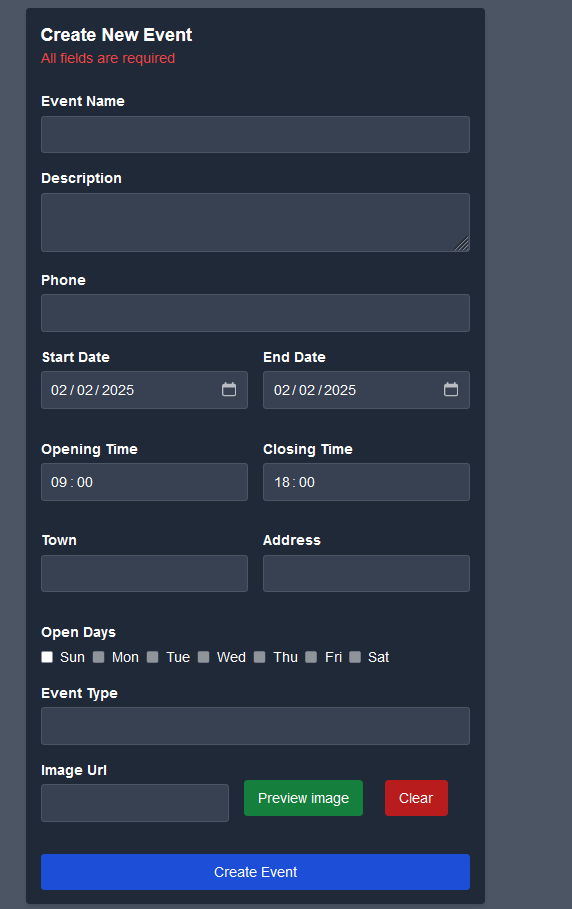 Create New Event
All fields are required
Event Name
Description
Phone
Start Date End Date
02/02/2025 02/02/2025
Opening Time Closing Time
09:00 18:00
Town Address
Open Days
Sun Mon Tue Wed Thu Fri Sat
Event Type
Image Url
Preview image Clear
Create Event